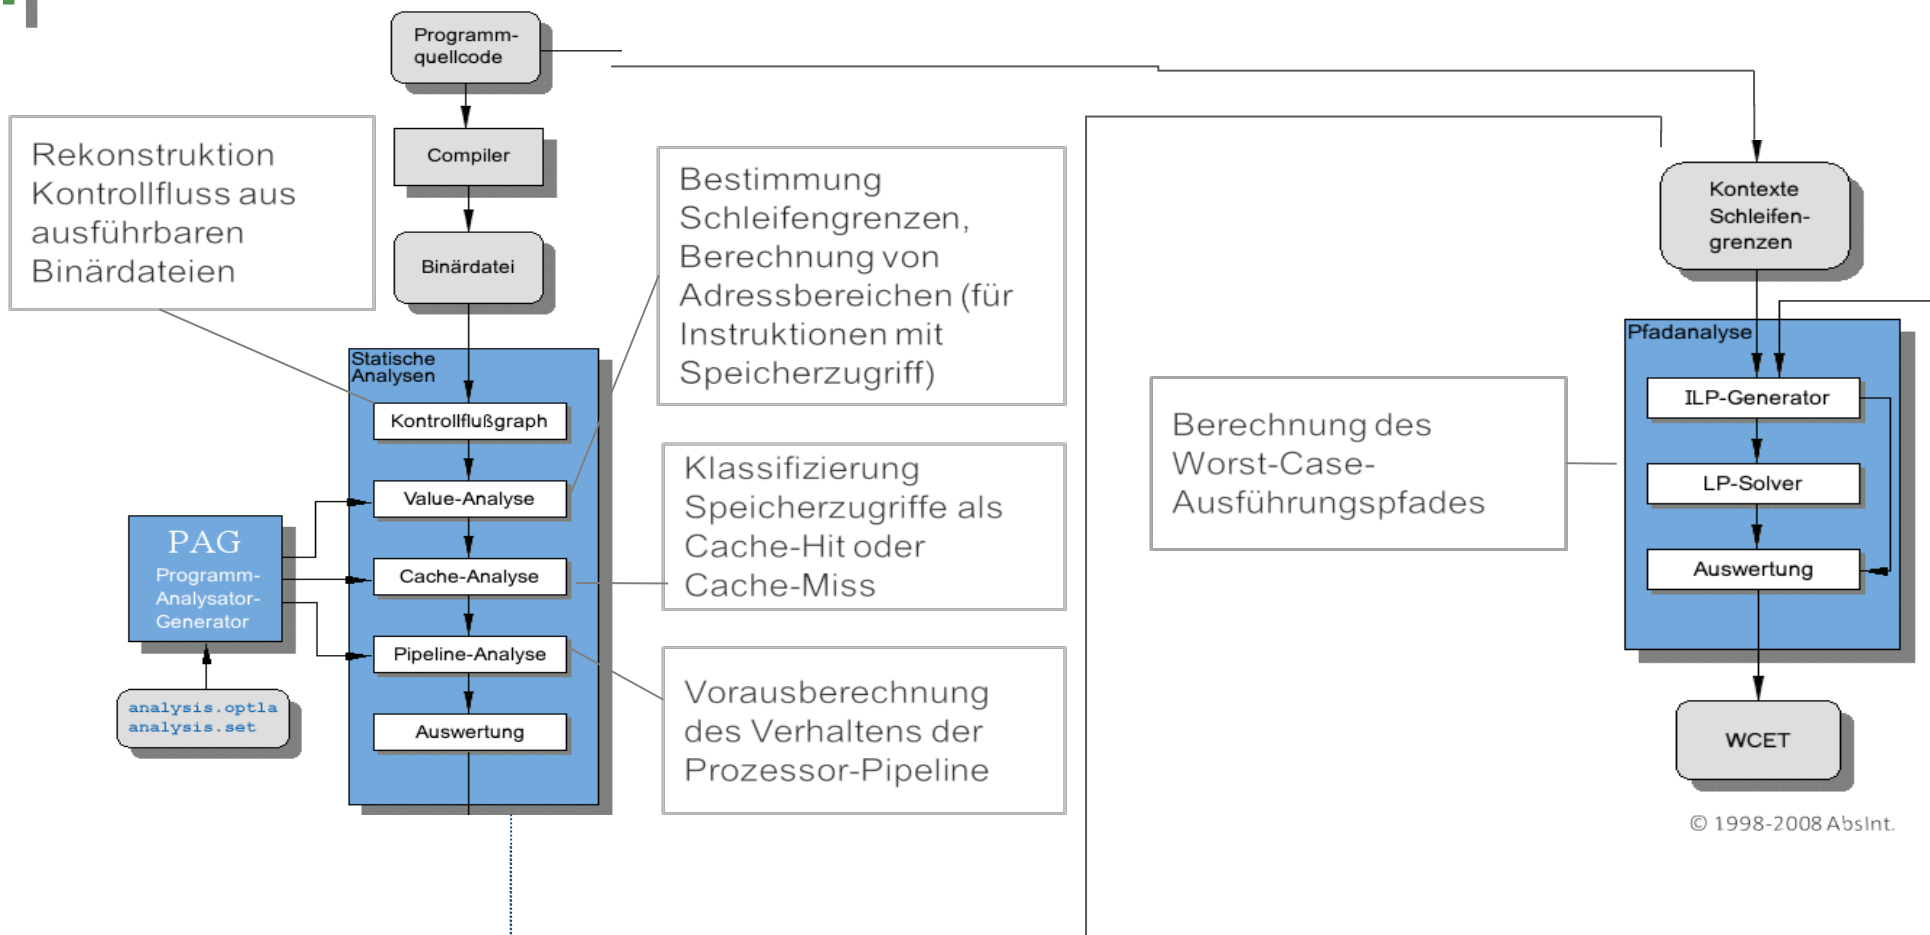 Programm-
quellcode
Compiler
Binärdatei
Rekonstruktion
Kontrollfluss aus
ausführbaren
Binärdateien
Statische
Analysen
Kontrollflußgraph
Value-Analyse
Cache-Analyse
Pipeline-Analyse
Auswertung
PAG
Programm-
Analysator-
Generator
analysis.optla
analysis.set
Bestimmung
Schleifengrenzen,
Berechnung von
Adressbereichen (für
Instruktionen mit
Speicherzugriff)
Klassifizierung
Speicherzugriffe als
Cache-Hit oder
Cache-Miss
Vorausberechnung
des Verhaltens der
Prozessor-Pipeline
Kontexte
Schleifen-
grenzen
Pfadanalyse
ILP-Generator
LP-Solver
Auswertung
Berechnung des
Worst-Case-
Ausführungspfades
WCET
© 1998-2008 AbsInt.